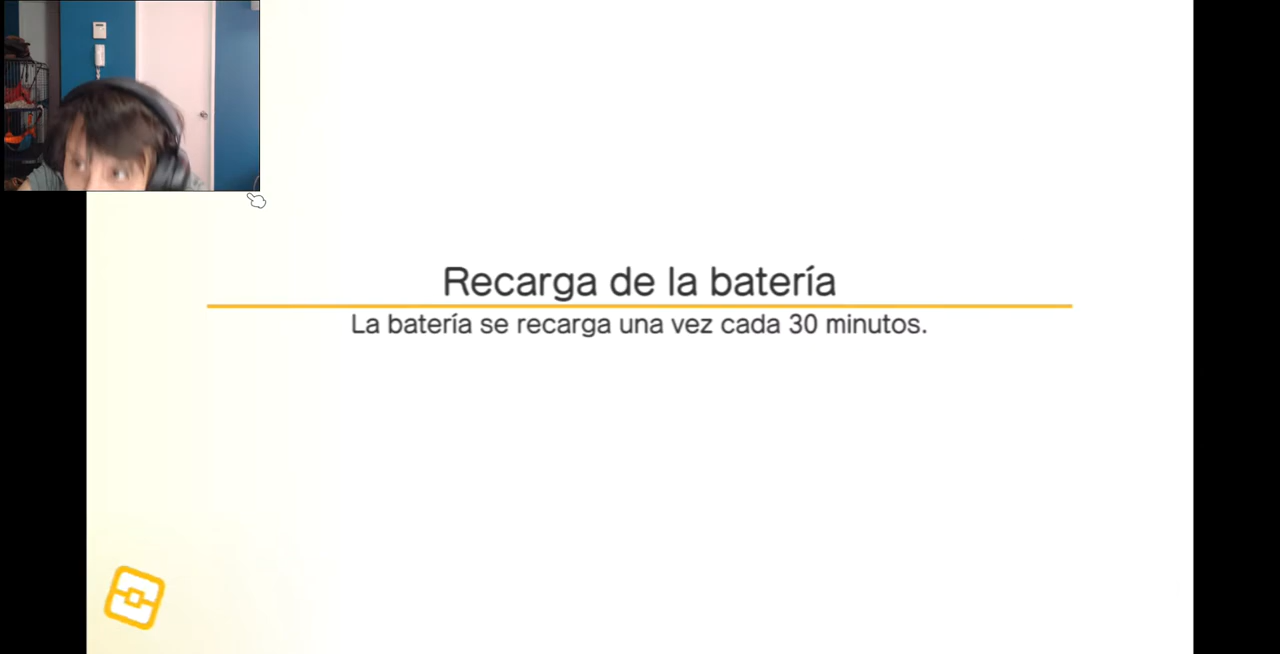 Recarga de la batería
La batería se recarga una vez cada 30 minutos.